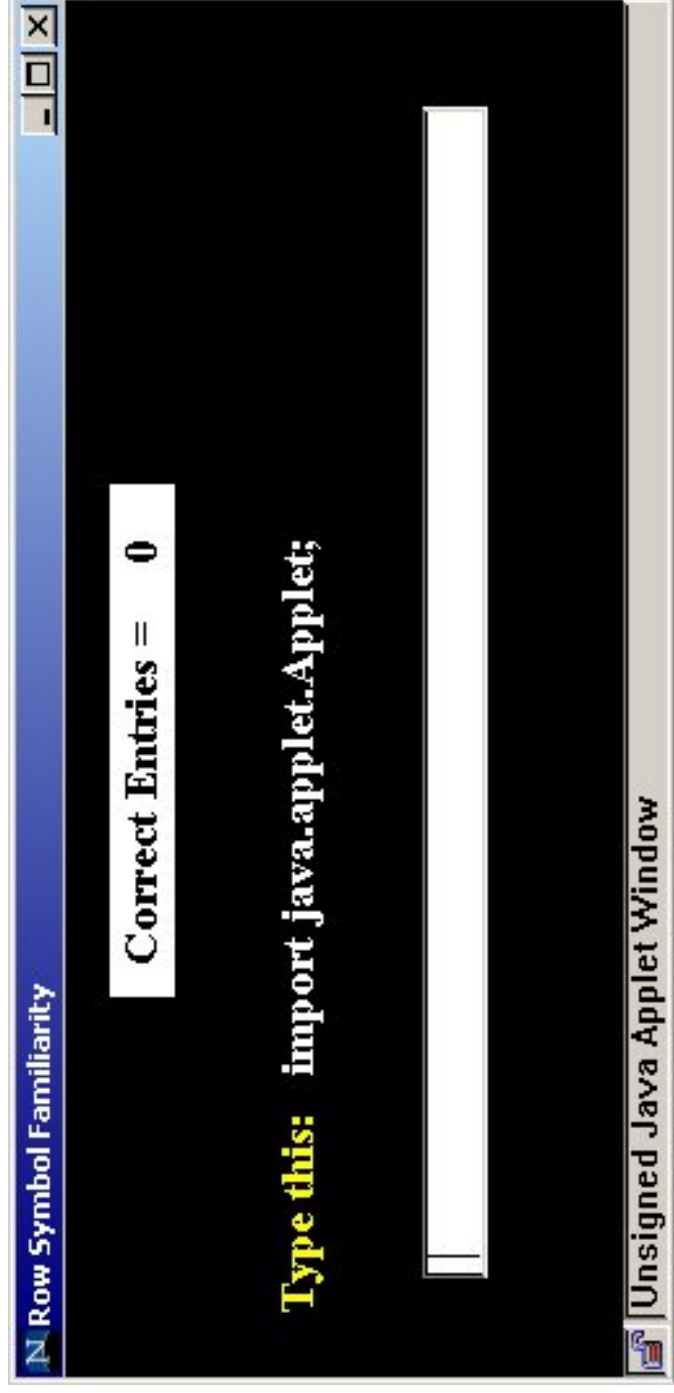 Row Symbol Familiarity
Correct Entries = 0
Type this: import java.applet.Applet;
Unsigned Java Applet Window